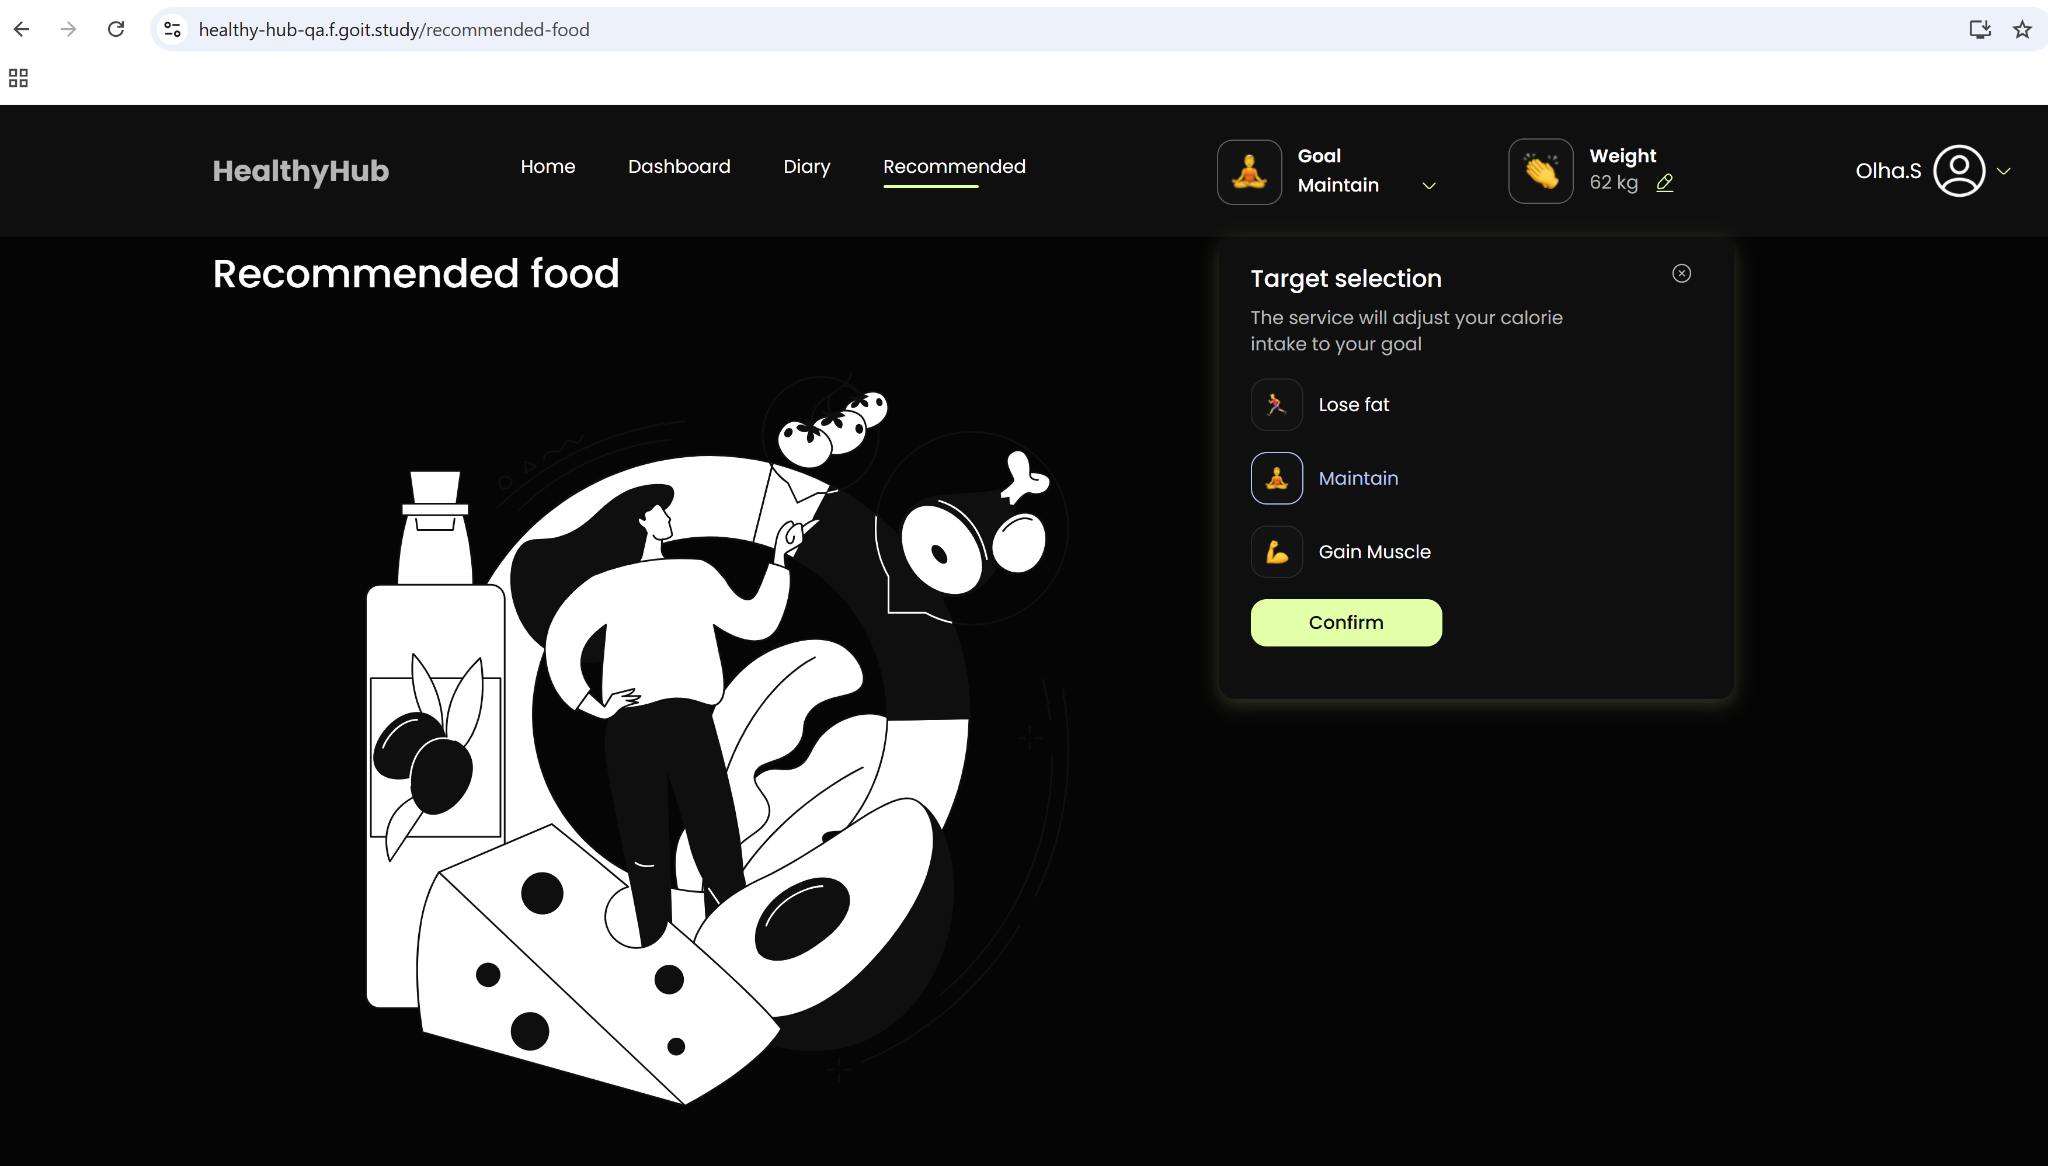 healthy-hub-qa.f.goit.study/recommended-food
HealthyHub
Home
Dashboard
Diary
Recommended
Goal
Maintain
Weight
62 kg
Olha.S
Recommended food
Target selection
The service will adjust your calorie
intake to your goal
Lose fat
Maintain
Gain Muscle
Confirm